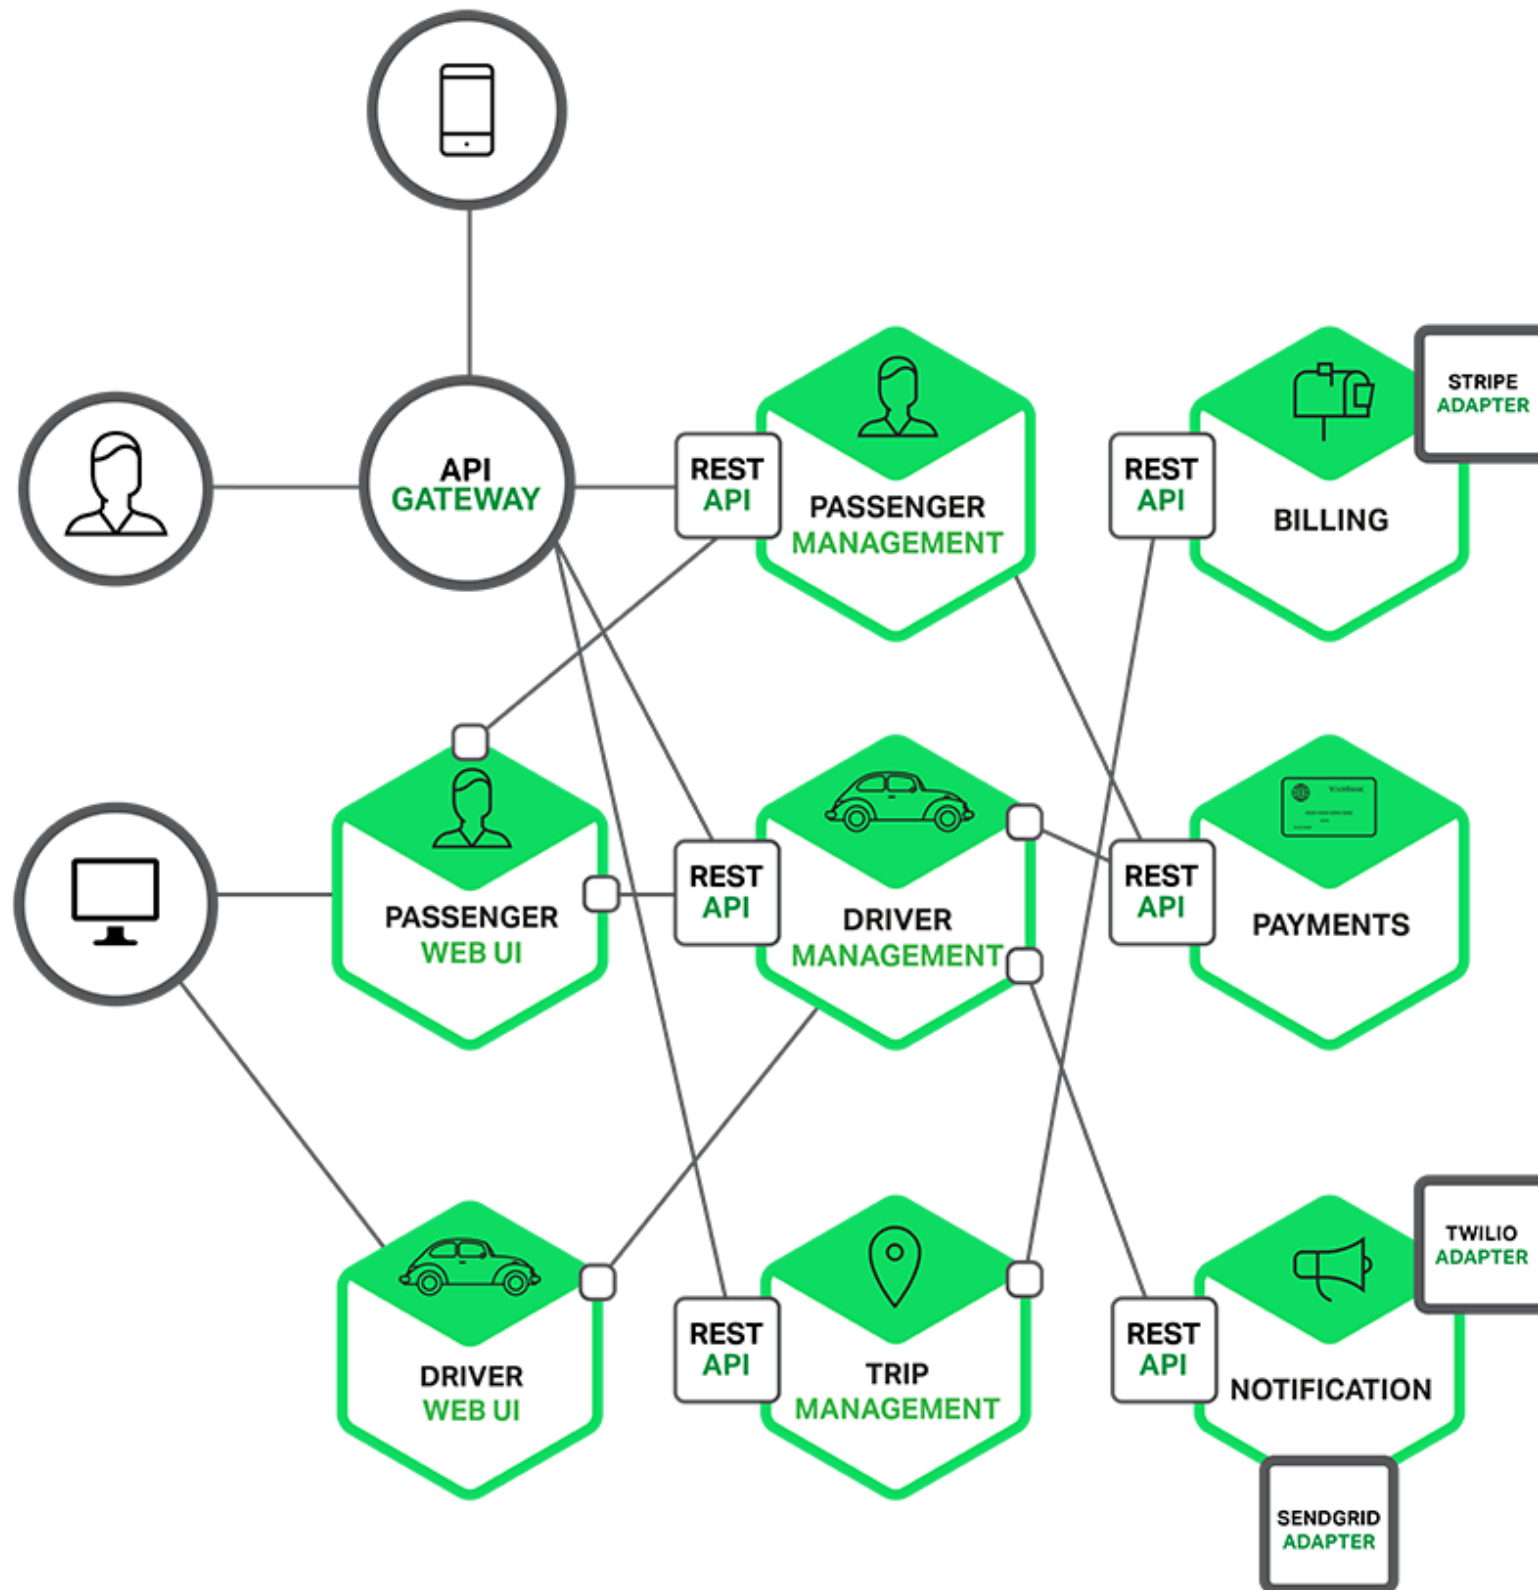 API
GATEWAY
REST
API
PASSENGER
MANAGEMENT
REST
API
BILLING
STRIPE
ADAPTER
PASSENGER
WEB UI
REST
API
DRIVER
MANAGEMENT
REST
API
PAYMENTS
DRIVER
WEB UI
REST
API
TRIP
MANAGEMENT
REST
API
NOTIFICATION
TWILIO
ADAPTER
SENDGRID
ADAPTER